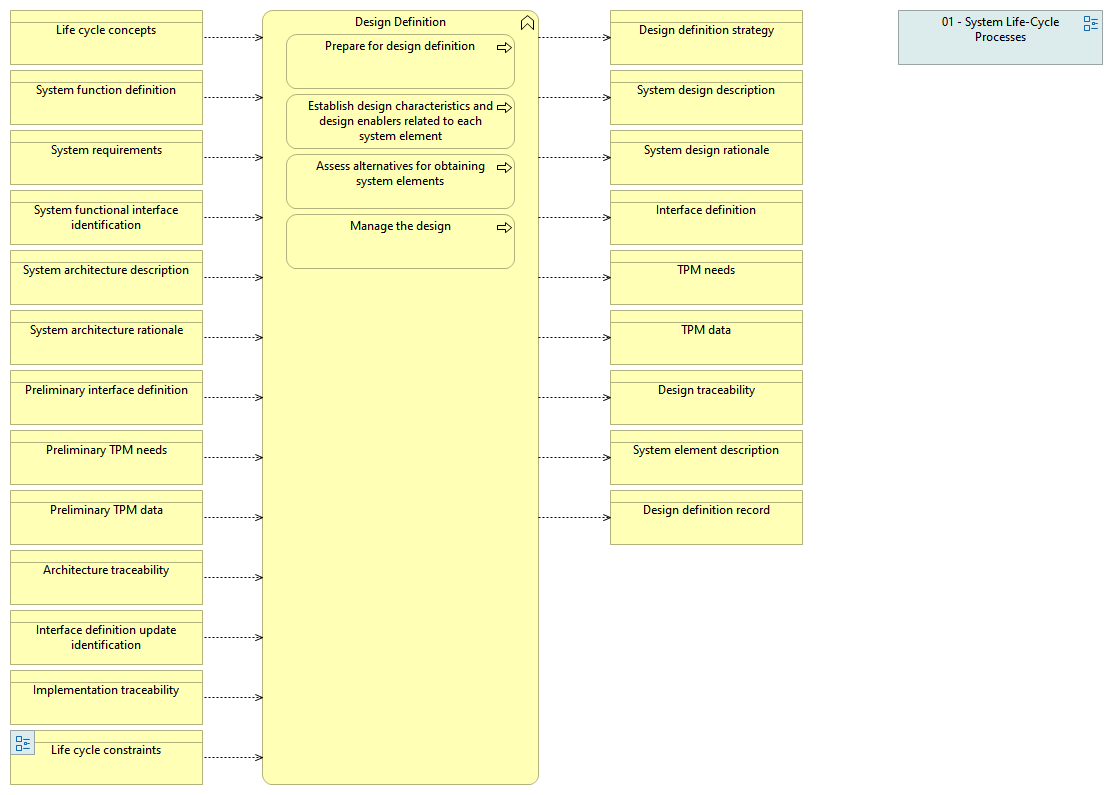 Life cycle concepts
System function definition
System requirements
System functional interface
identification
System architecture description
System architecture rationale
Preliminary interface definition
Preliminary TPM needs
Preliminary TPM data
Architecture traceability
Interface definition update
identification
Implementation traceability
Life cycle constraints
Design Definition
Prepare for design definition
Establish design characteristics and
design enablers related to each
system element
Assess alternatives for obtaining
system elements
Manage the design
Design definition strategy
System design description
System design rationale
Interface definition
TPM needs
TPM data
Design traceability
System element description
Design definition record
01 - System Life-Cycle
Processes